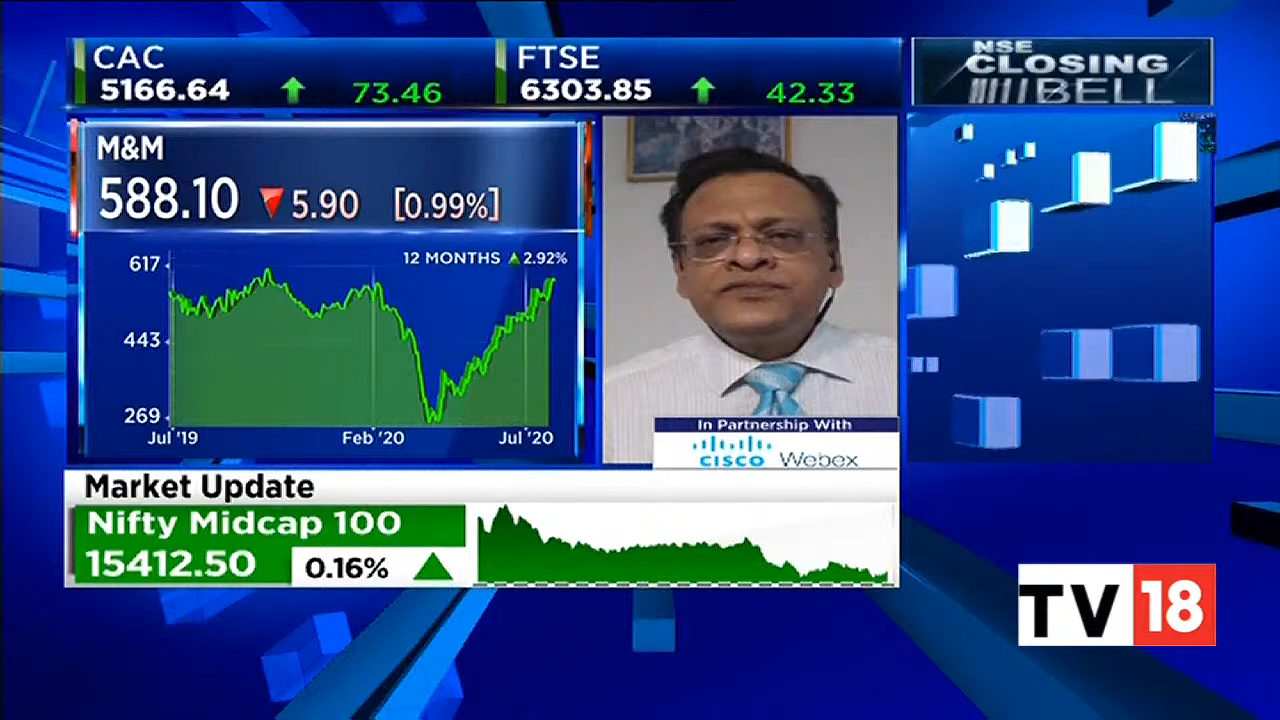 CAC
5166.64 73.46
FTSE
6303.85 42.33
NSE
CLOSING
BELL
M&M
588.10 5.90 [0.99%]
12 MONTHS 2.92%
617
443
269
Jul '19 Feb '20 Jul '20
In Partnership With
CISCO Webex
Market Update
Nifty Midcap 100
15412.50 0.16%
TV 18